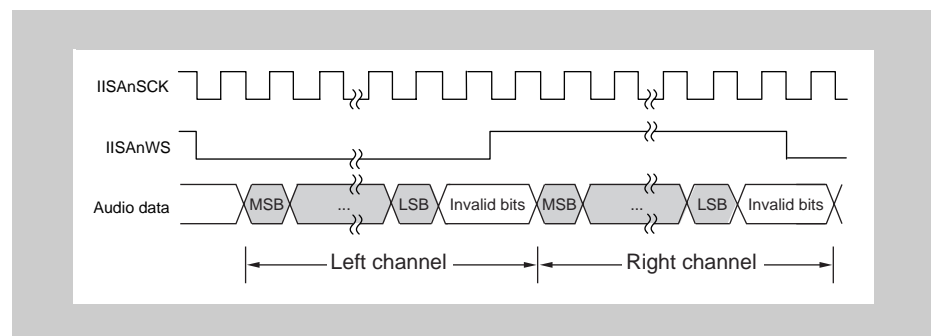 IISAnSCK
IISAnWS
Audio data
MSB ... LSB Invalid bits MSB ... LSB Invalid bits
Left channel Right channel